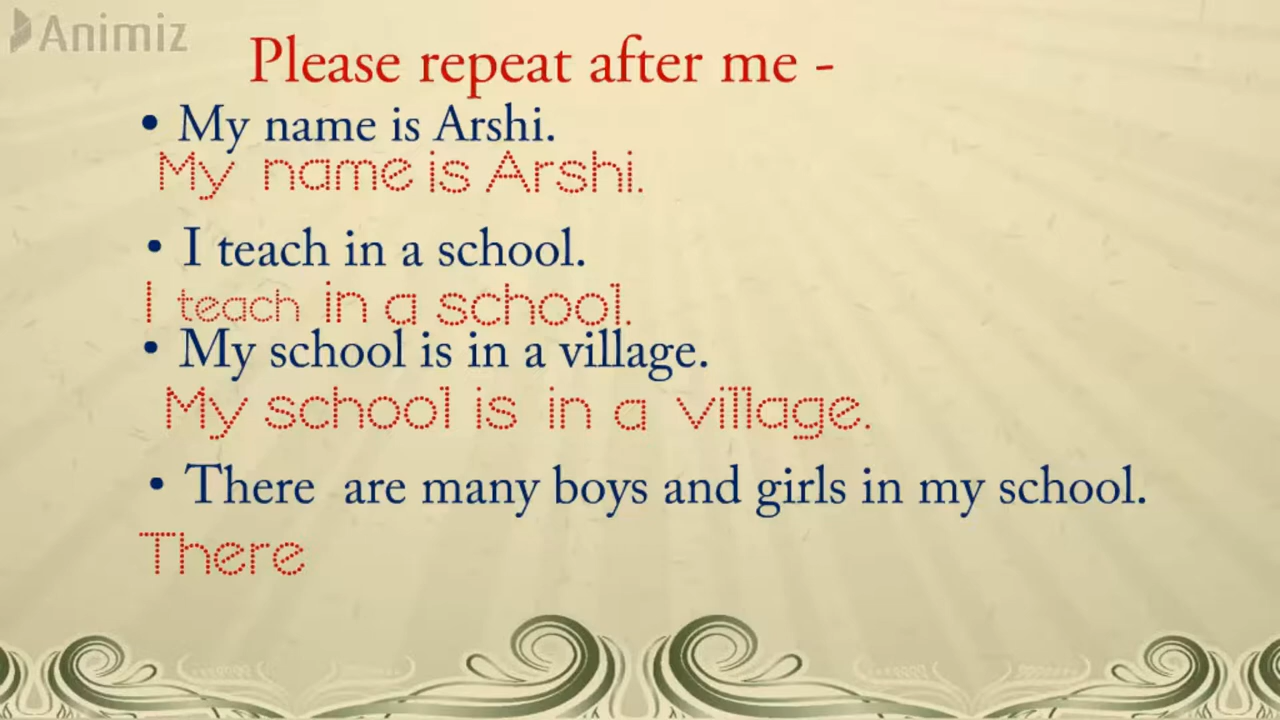 Animiz
Please repeat after me -
• My name is Arshi.
My name is Arshi.
• I teach in a school.
I teach in a school.
• My school is in a village.
My school is in a village.
• There are many boys and girls in my school.
There